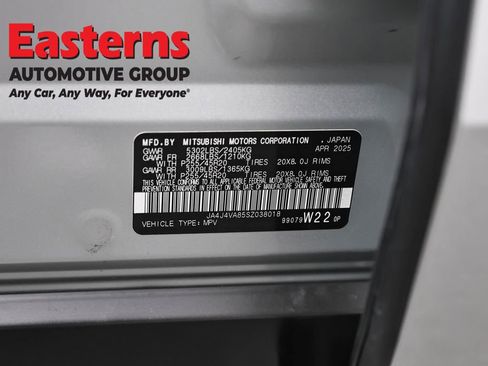 Easterns
AUTOMOTIVE GROUP
Any Car, Any Way, For Everyone®
MFD.BY MITSUBISHI MOTORS CORPORATION .JAPAN
GVWR 5302LBS/2405KG APR 2025
GAWR FR 2668LBS/1210KG
WITH P255/45R20 TIRES 20X8.0J RIMS
GAWR RR 3009LBS/1365KG
WITH P255/45R20 TIRES 20X8.0J RIMS
THIS VEHICLE CONFORMS TO ALL APPLICABLE FEDERAL
MOTOR VEHICLE SAFETY, BUMPER, AND THEFT PREVENTION
STANDARDS IN EFFECT ON THE DATE OF MANUFACTURE
SHOWN ABOVE.
JA4J4VA85SZ038018
VEHICLE TYPE: MPV 99079 W22 OP